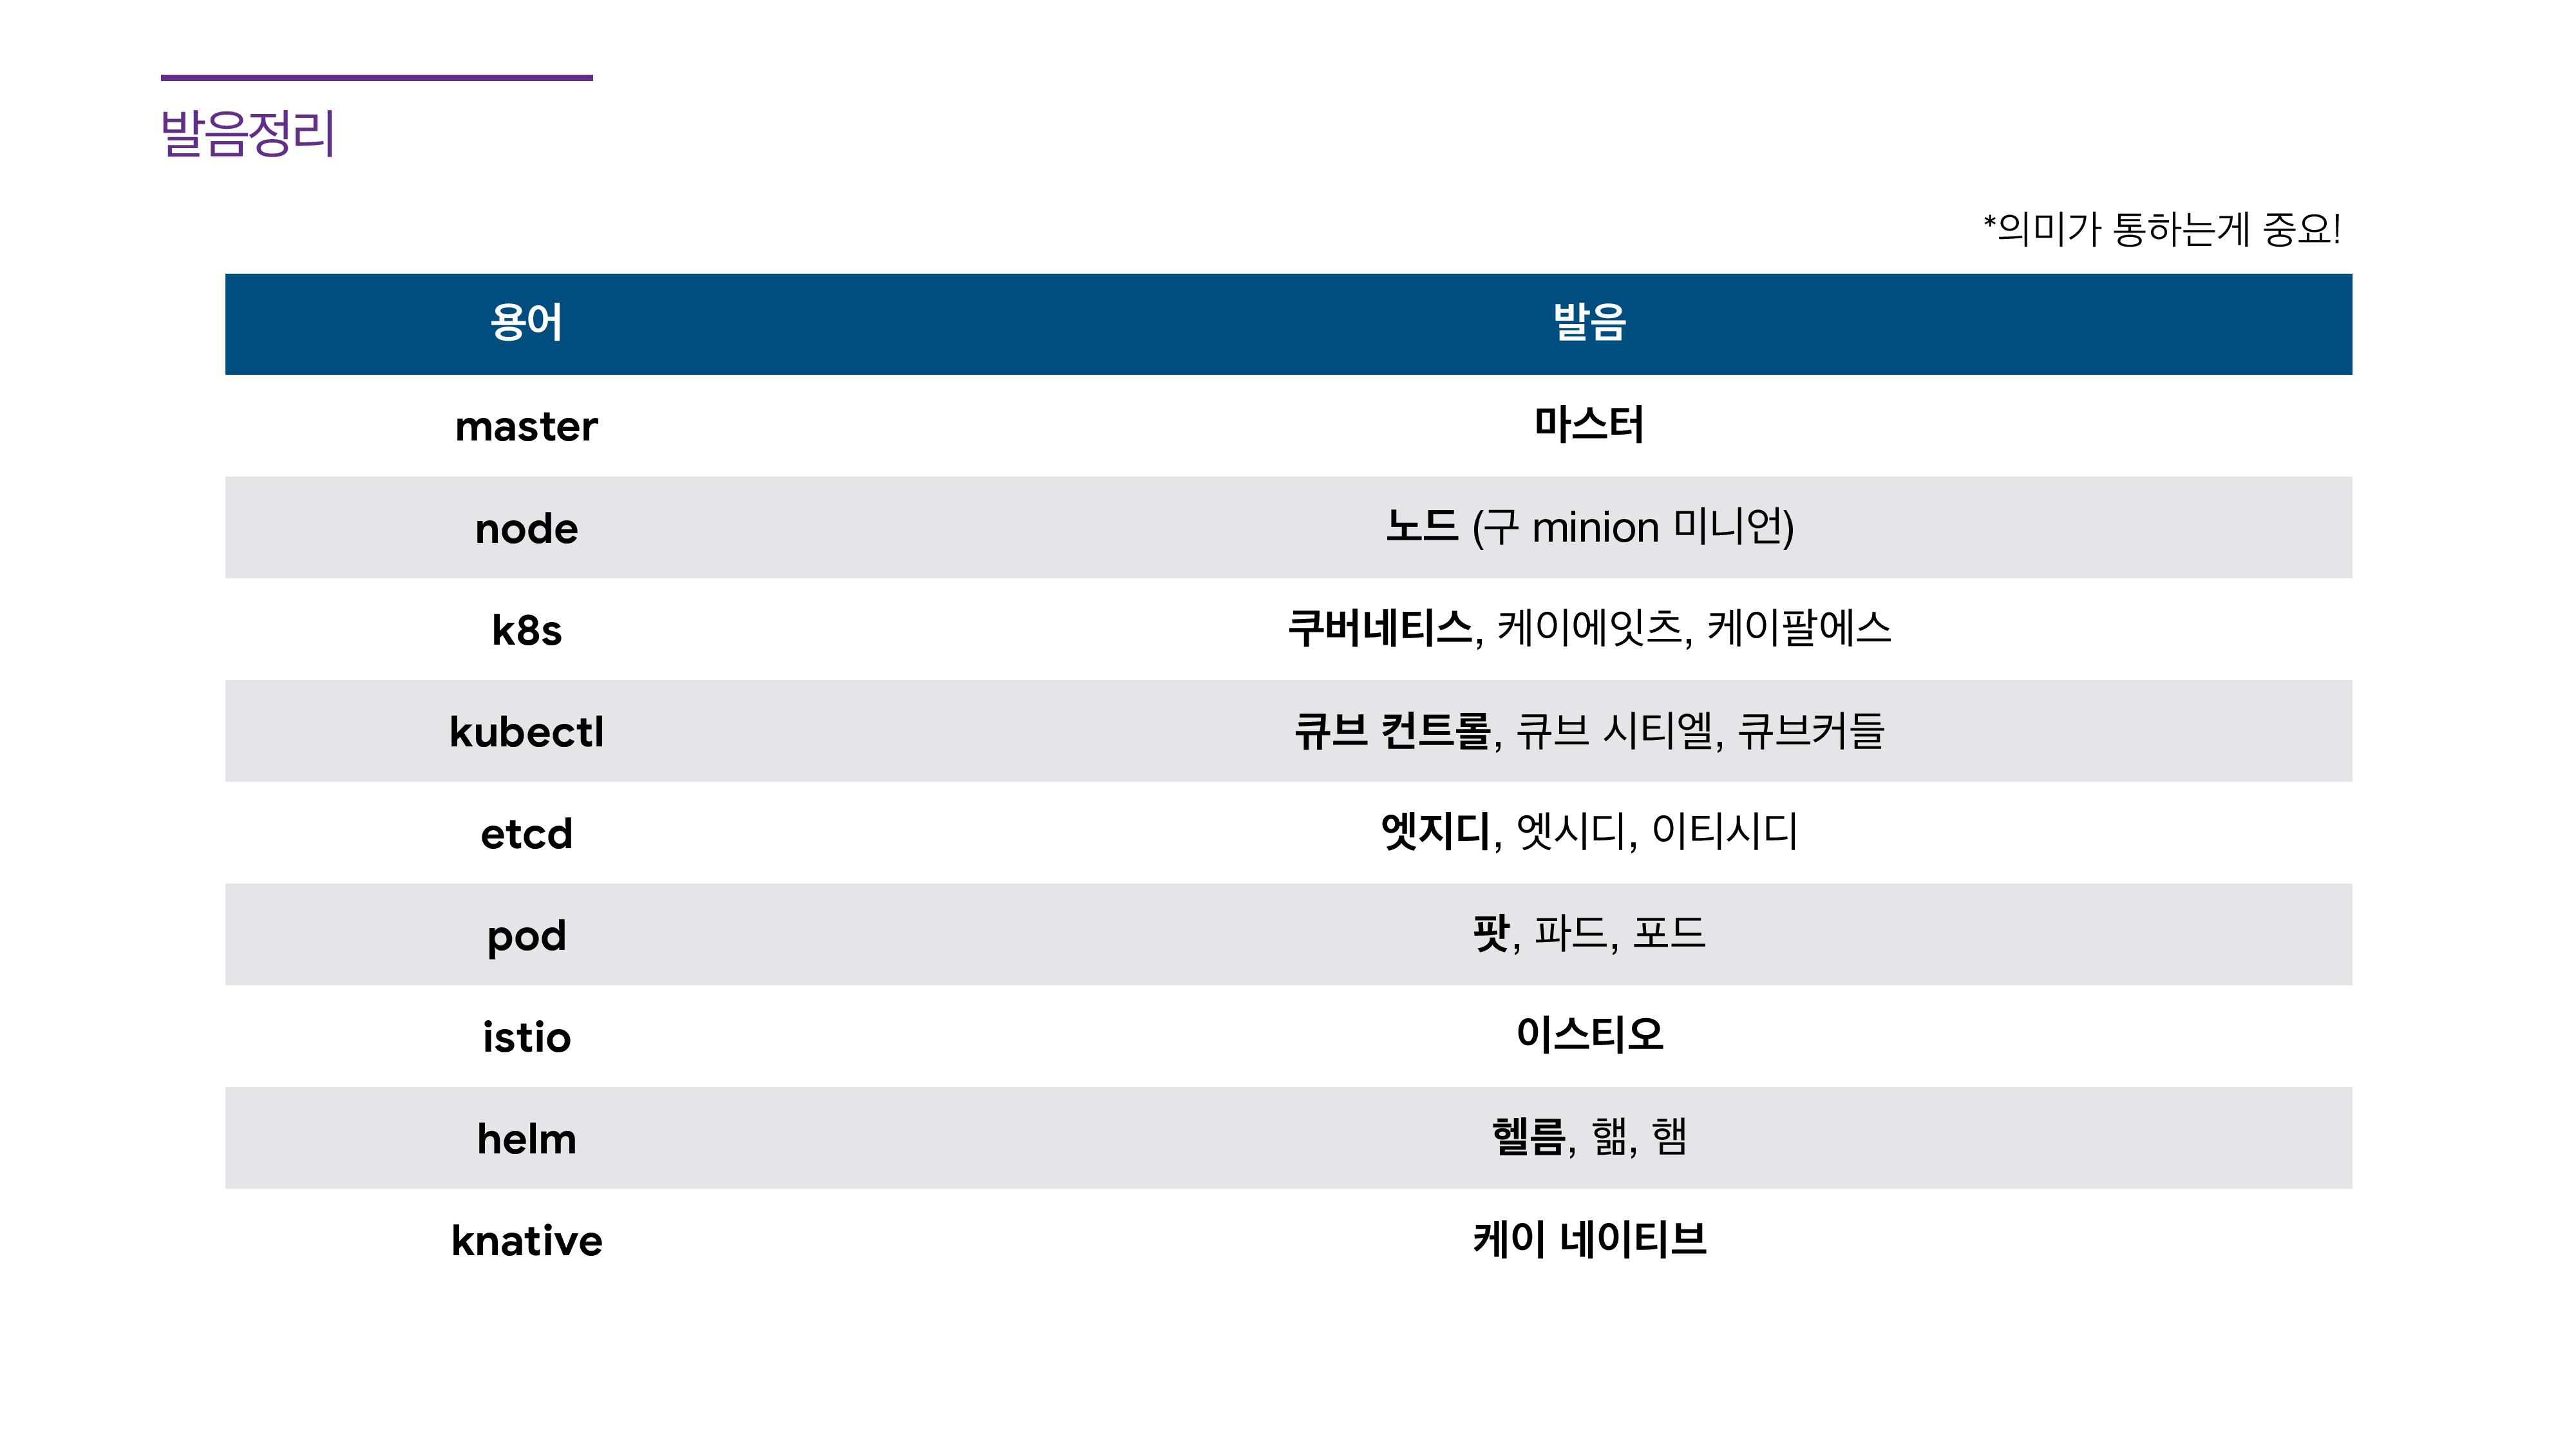 발음정리
*의미가 통하는게 중요!
용어 발음
master 마스터
node 노드 (구 minion 미니언)
k8s 쿠버네티스, 케이에잇츠, 케이팔에스
kubectl 큐브 컨트롤, 큐브 시티엘, 큐브커들
etcd 엣지디, 엣시디, 이티시디
pod 팟, 파드, 포드
istio 이스티오
helm 헬름, 핾, 햄
knative 케이 네이티브